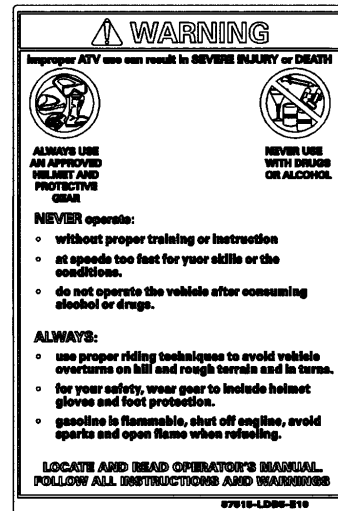 WARNING
Improper ATV use can result in SEVERE INJURY or DEATH
ALWAYS USE
AN APPROVED
HELMET AND
PROTECTIVE
GEAR
NEVER USE
WITH DRUGS
OR ALCOHOL
NEVER operate:
◦ without proper training or instruction
◦ at speeds too fast for yuor skills or the
conditions.
◦ do not operate the vehicle after consuming
alcohol or drugs.
ALWAYS:
◦ use proper riding techniques to avoid vehicle
overturns on hill and rough terrain and in turns.
◦ for your safety, wear gear to include helmet
gloves and foot protection.
◦ gasoline is flammable, shut off engline, avoid
sparks and open flame when refueling.
LOCATE AND READ OPERATOR'S MANUAL.
FOLLOW ALL INSTRUCTIONS AND WARNINGS